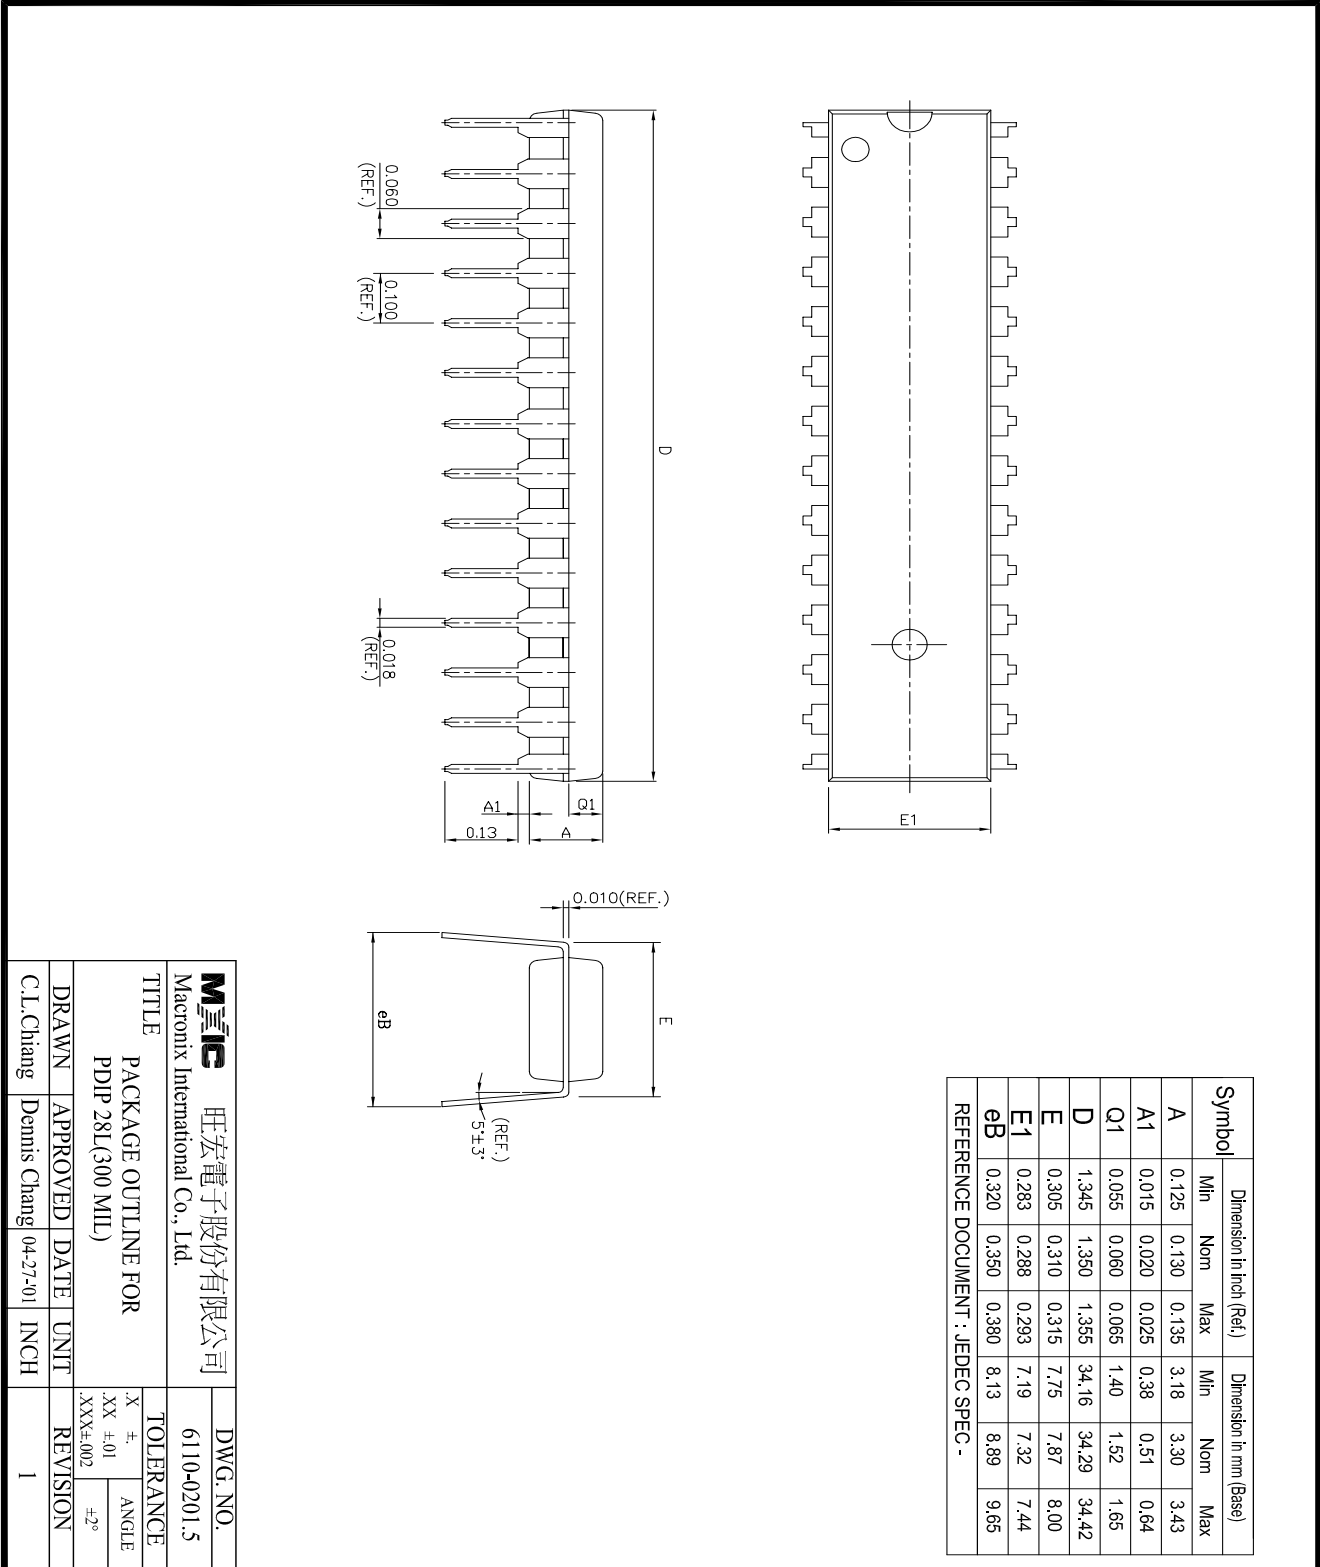 D
E1
0.060
(REF.)
0.100
(REF.)
0.018
(REF.)
A1
0.13
A
Q1
0.010(REF.)
E
eB
(REF.)
5°±3°
Symbol Dimension in inch (Ref.) Dimension in mm (Base)
Min Nom Max Min Nom Max
A 0.125 0.130 0.135 3.18 3.30 3.43
A1 0.015 0.020 0.025 0.38 0.51 0.64
Q1 0.055 0.060 0.065 1.40 1.52 1.65
D 1.345 1.350 1.355 34.16 34.29 34.42
E 0.305 0.310 0.315 7.75 7.87 8.00
E1 0.283 0.288 0.293 7.19 7.32 7.44
eB 0.320 0.350 0.380 8.13 8.89 9.65
REFERENCE DOCUMENT : JEDEC SPEC -
MXIC 旺宏電子股份有限公司
Macronix International Co., Ltd.
DWG. NO.
6110-0201.5
TITLE
PACKAGE OUTLINE FOR
PDIP 28L(300 MIL)
TOLERANCE
.X ±.
.XX ±.01
.XXX±.002
ANGLE
±2°
DRAWN APPROVED DATE UNIT REVISION
C.L.Chiang Dennis Chang 04-27-'01 INCH 1